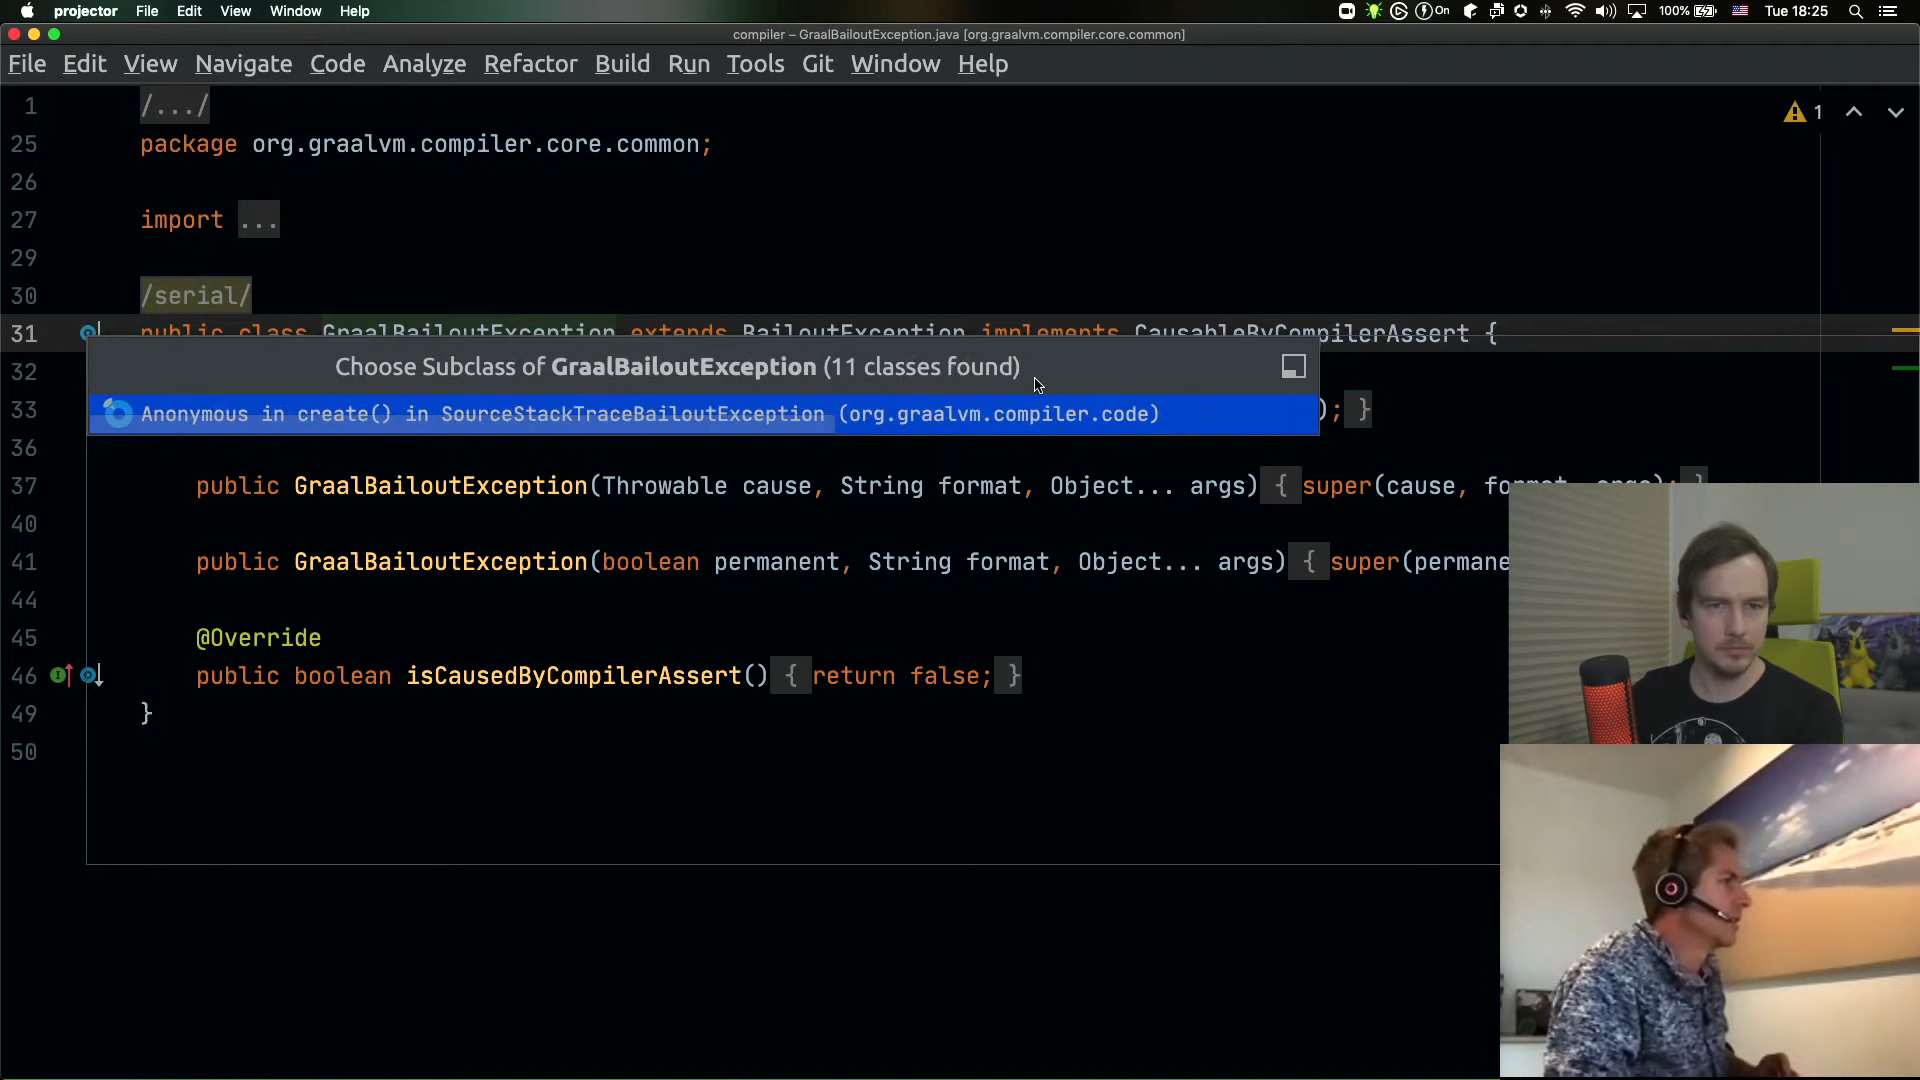 projector File Edit View Window Help On 100% Tue 18:25
compiler – GraalBailoutException.java [org.graalvm.compiler.core.common]
File Edit View Navigate Code Analyze Refactor Build Run Tools Git Window Help
1 /.../ 1
25 package org.graalvm.compiler.core.common;
26
27 import ...
29
30 /serial/
31 public class GraalBailoutException extends BailoutException implements CausableByCompilerAssert {
32 Choose Subclass of GraalBailoutException (11 classes found)
33 Anonymous in create() in SourceStackTraceBailoutException (org.graalvm.compiler.code) ); }
36
37 public GraalBailoutException(Throwable cause, String format, Object... args) { super(cause, format, args); }
40
41 public GraalBailoutException(boolean permanent, String format, Object... args) { super(permane
44
45 @Override
46 public boolean isCausedByCompilerAssert() { return false; }
49 }
50